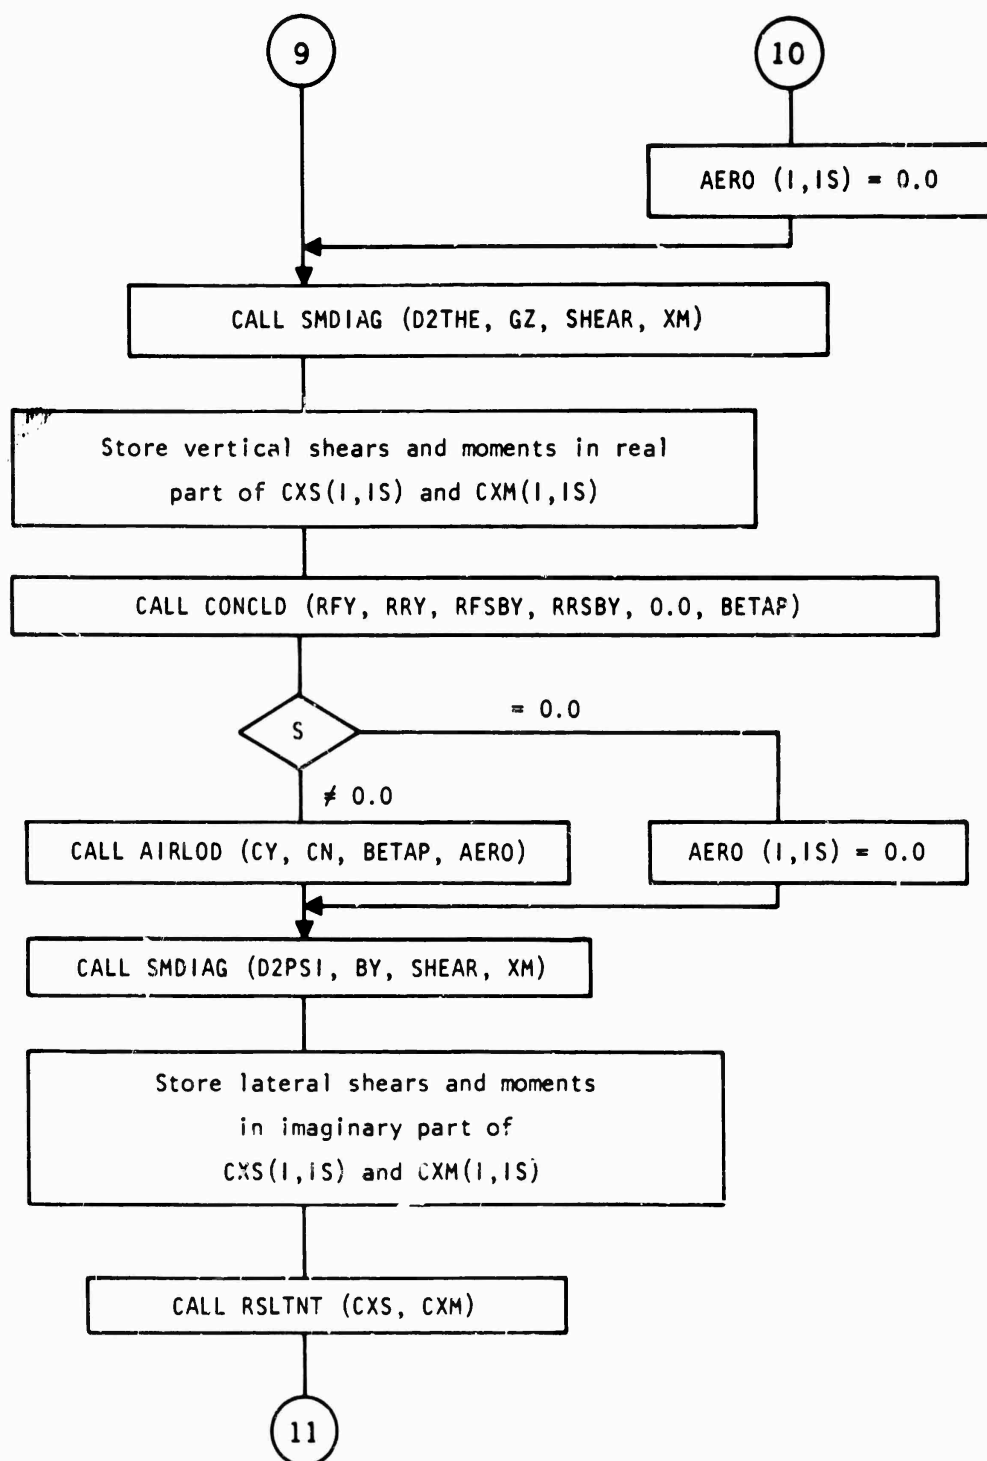 9
10
AERO (I,IS) = 0.0
CALL SMDIAG (D2THE, GZ, SHEAR, XM)
Store vertical shears and moments in real
part of CXS(I,IS) and CXM(I,IS)
CALL CONCLD (RFY, RRY, RFSBY, RRSBY, 0.0, BETAP)
S
= 0.0
≠ 0.0
CALL AIRLOD (CY, CN, BETAP, AERO)
AERO (I,IS) = 0.0
CALL SMDIAG (D2PSI, BY, SHEAR, XM)
Store lateral shears and moments
in imaginary part of
CXS(I,IS) and CXM(I,IS)
CALL RSLTNT (CXS, CXM)
11